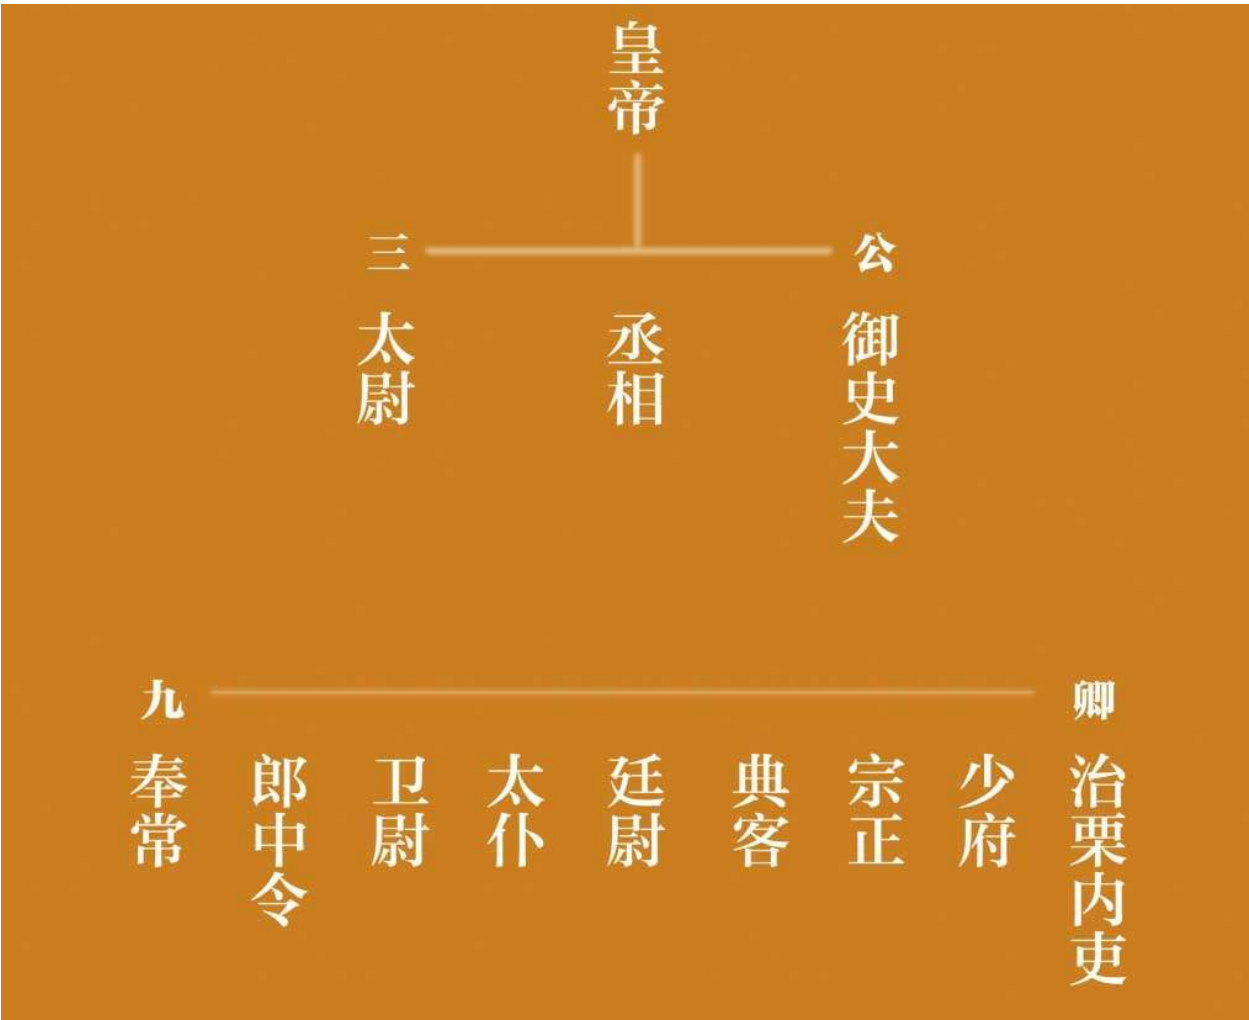 皇帝
三 公
太尉
丞相
御史大夫
九 卿
奉常
郎中令
卫尉
太仆
廷尉
典客
宗正
少府
治栗内吏